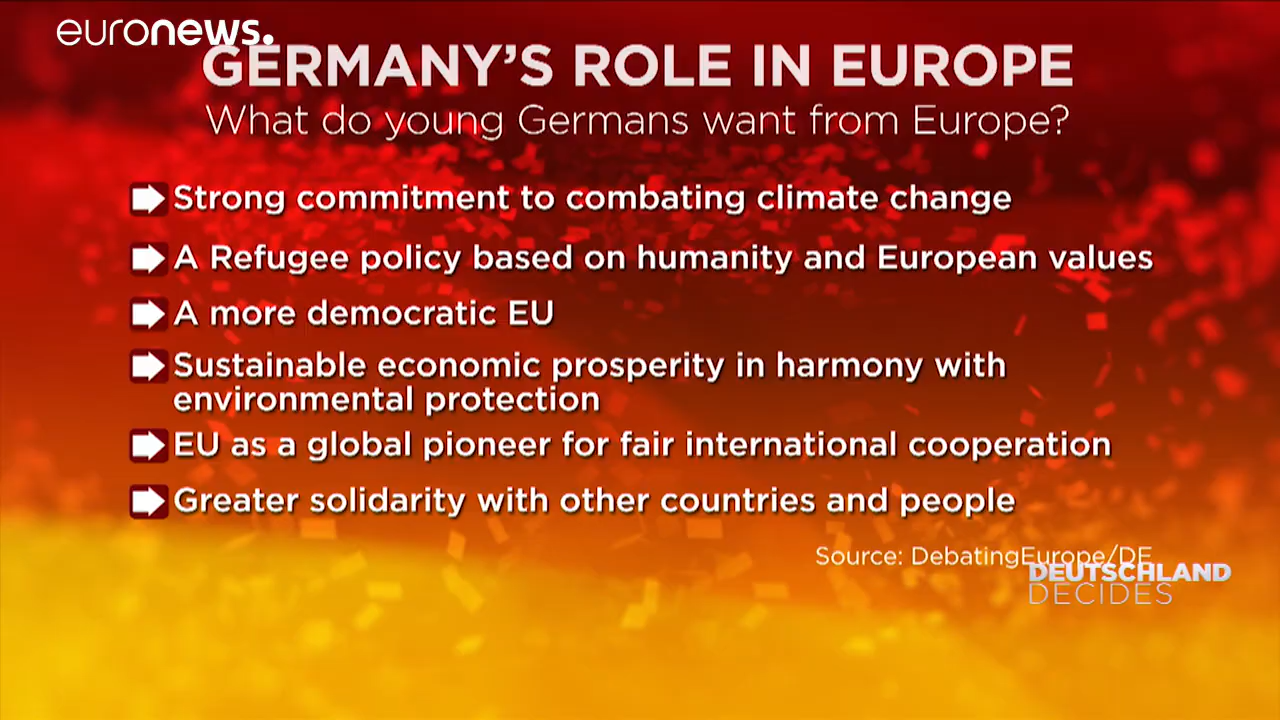 euronews.
GERMANY'S ROLE IN EUROPE
What do young Germans want from Europe?
Strong commitment to combating climate change
A Refugee policy based on humanity and European values
A more democratic EU
Sustainable economic prosperity in harmony with
environmental protection
EU as a global pioneer for fair international cooperation
Greater solidarity with other countries and people
Source: DebatingEurope/DE
DEUTSCHLAND
DECIDES